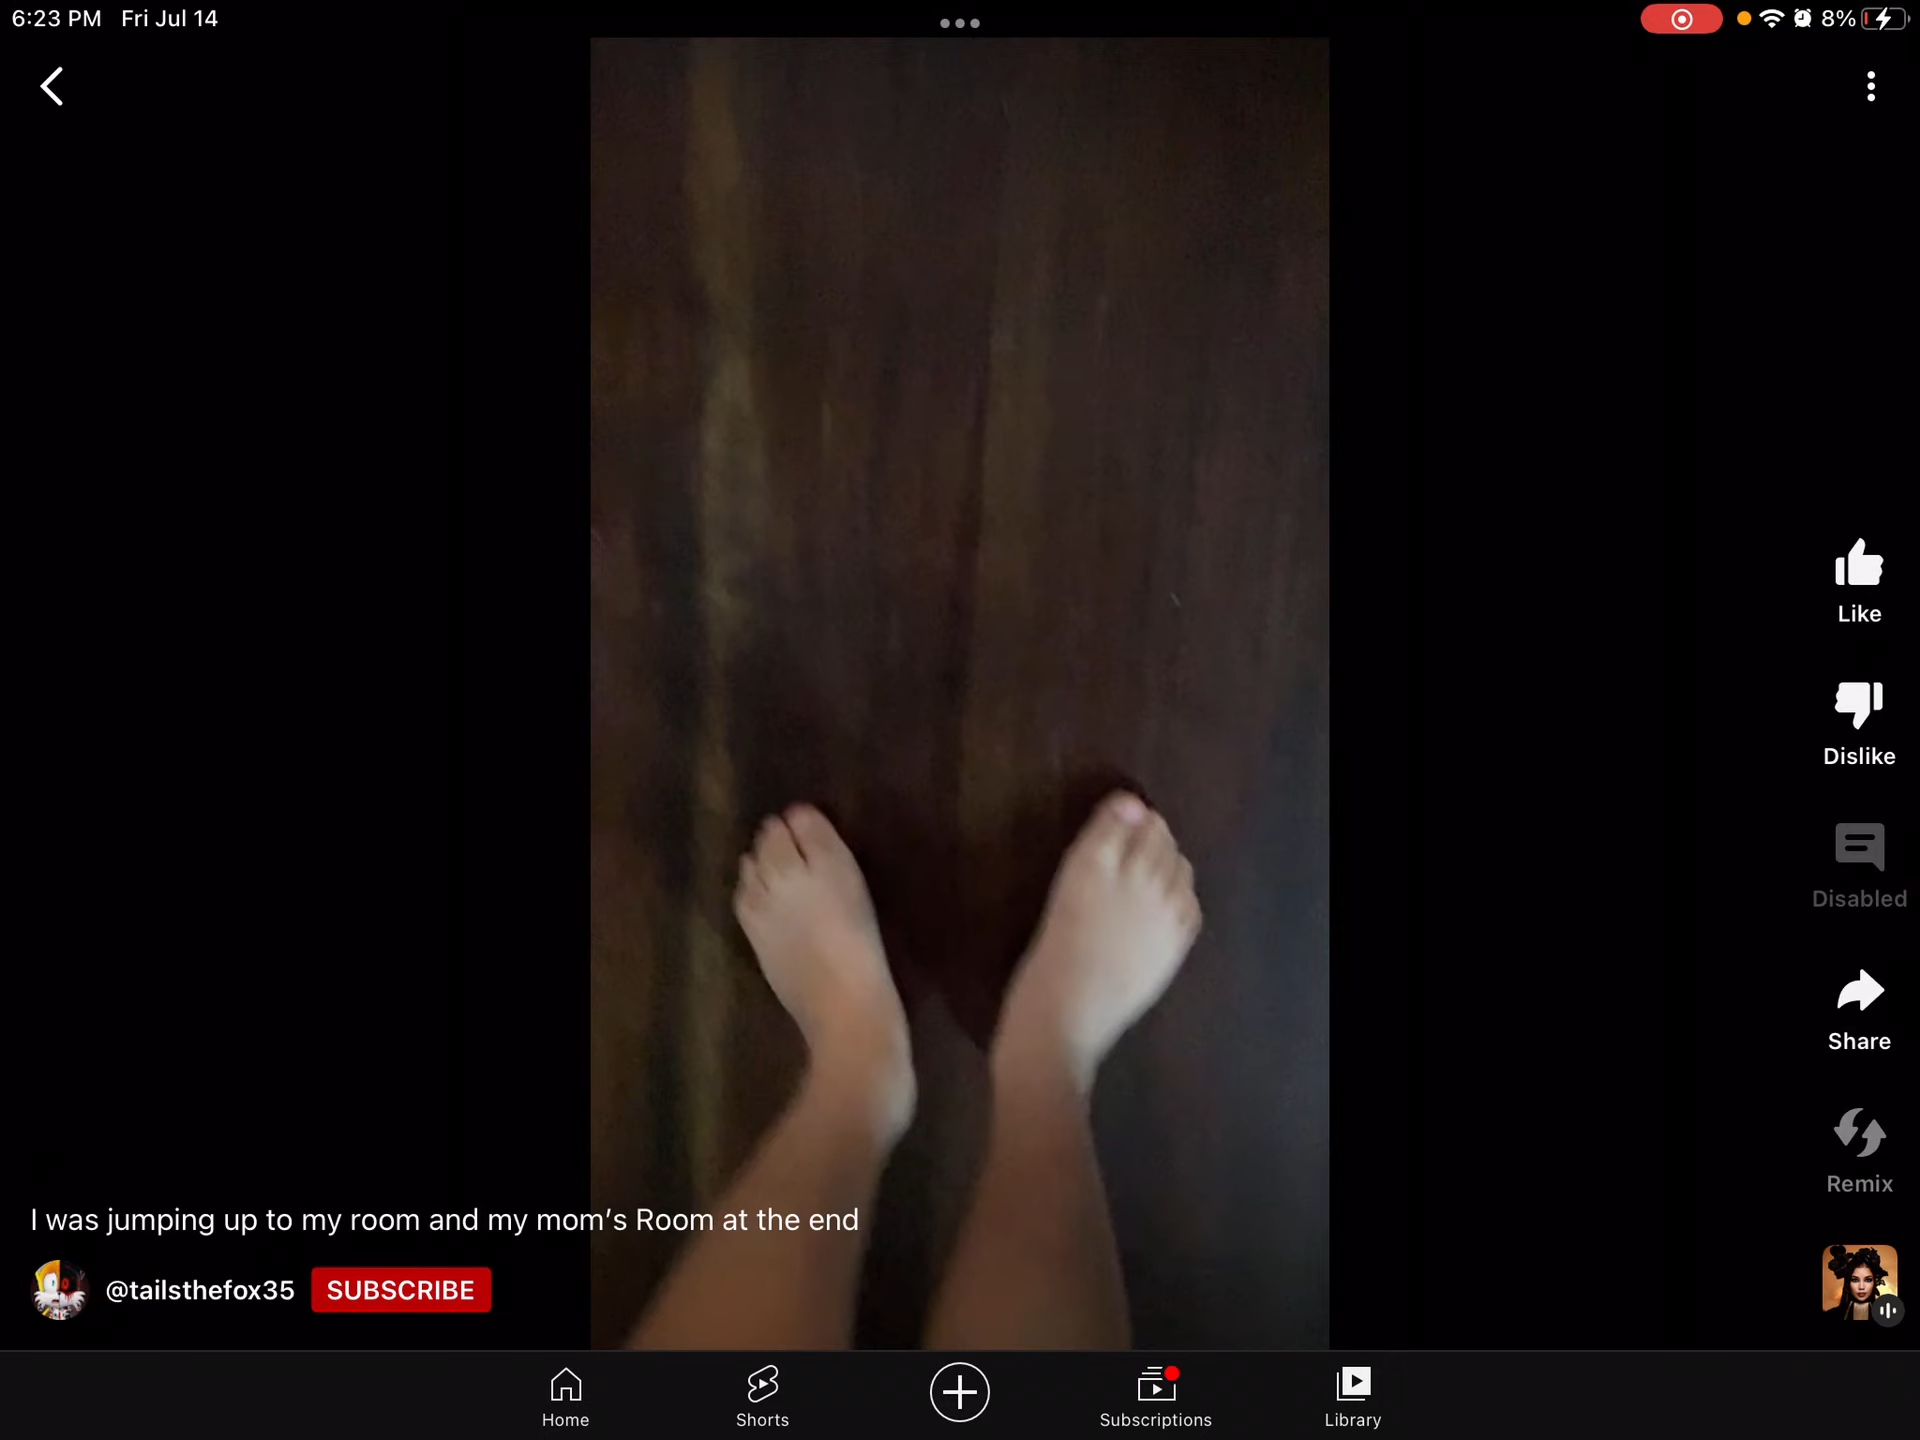 6:23 PM Fri Jul 14
8%
Like
Dislike
Disabled
Share
Remix
I was jumping up to my room and my mom's Room at the end
@tailsthefox35 SUBSCRIBE
Home Shorts Subscriptions Library